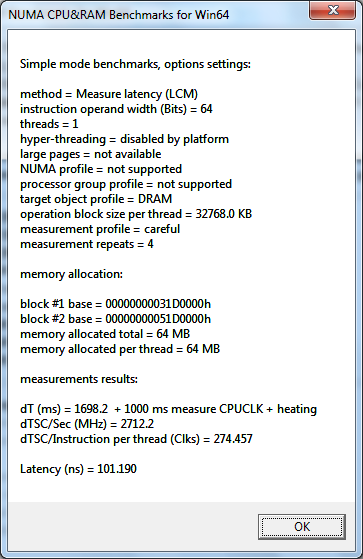 NUMA CPU&RAM Benchmarks for Win64
Simple mode benchmarks, options settings:
method = Measure latency (LCM)
instruction operand width (Bits) = 64
threads = 1
hyper-threading = disabled by platform
large pages = not available
NUMA profile = not supported
processor group profile = not supported
target object profile = DRAM
operation block size per thread = 32768.0 KB
measurement profile = careful
measurement repeats = 4
memory allocation:
block #1 base = 00000000031D0000h
block #2 base = 00000000051D0000h
memory allocated total = 64 MB
memory allocated per thread = 64 MB
measurements results:
dT (ms) = 1698.2  + 1000 ms measure CPUCLK + heating
dTSC/Sec (MHz) = 2712.2
dTSC/Instruction per thread (Clks) = 274.457
Latency (ns) = 101.190
OK